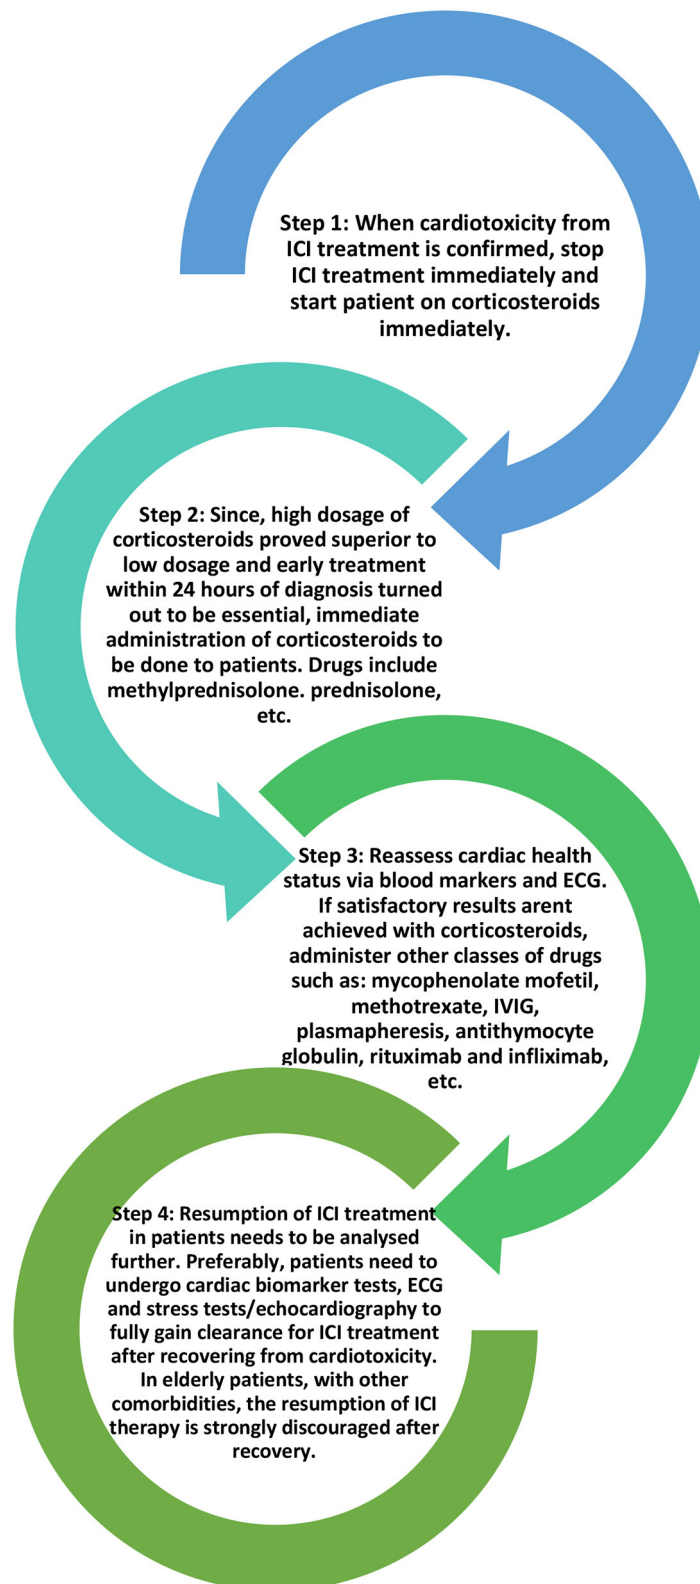 Step 1: When cardiotoxicity from
ICI treatment is confirmed, stop
ICI treatment immediately and
start patient on corticosteroids
immediately.
Step 2: Since, high dosage of
corticosteroids proved superior to
low dosage and early treatment
within 24 hours of diagnosis turned
out to be essential, immediate
administration of corticosteroids to
be done to patients. Drugs include
methylprednisolone. prednisolone,
etc.
Step 3: Reassess cardiac health
status via blood markers and ECG.
If satisfactory results arent
achieved with corticosteroids,
administer other classes of drugs
such as: mycophenolate mofetil,
methotrexate, IVIG,
plasmapheresis, antithymocyte
globulin, rituximab and infliximab,
etc.
Step 4: Resumption of ICI treatment
in patients needs to be analysed
further. Preferably, patients need to
undergo cardiac biomarker tests, ECG
and stress tests/echocardiography to
fully gain clearance for ICI treatment
after recovering from cardiotoxicity.
In elderly patients, with other
comorbidities, the resumption of ICI
therapy is strongly discouraged after
recovery.